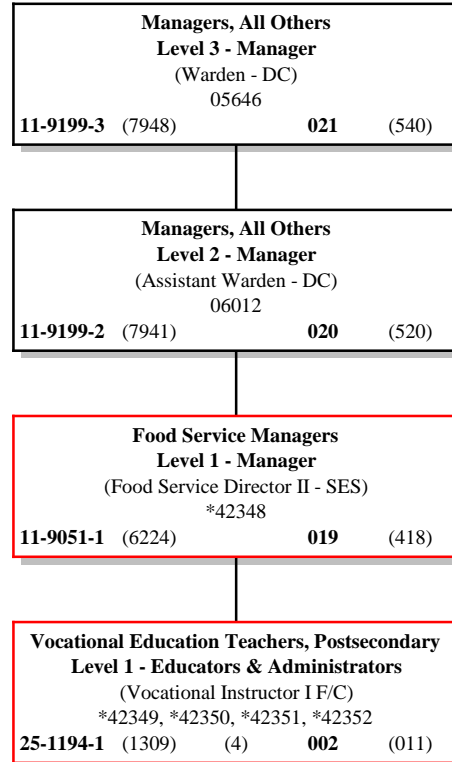 Managers, All Others
Level 3 - Manager
(Warden - DC)
05646
11-9199-3 (7948) 021 (540)
Managers, All Others
Level 2 - Manager
(Assistant Warden - DC)
06012
11-9199-2 (7941) 020 (520)
Food Service Managers
Level 1 - Manager
(Food Service Director II - SES)
*42348
11-9051-1 (6224) 019 (418)
Vocational Education Teachers, Postsecondary
Level 1 - Educators & Administrators
(Vocational Instructor I F/C)
*42349, *42350, *42351, *42352
25-1194-1 (1309) (4) 002 (011)